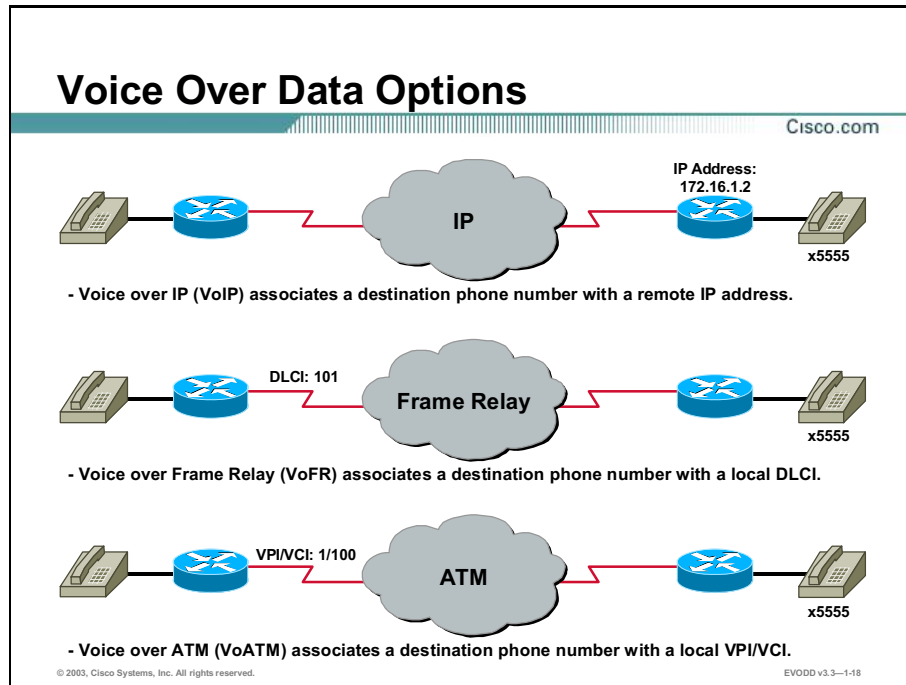 Voice Over Data Options
Cisco.com
IP Address:
172.16.1.2
IP
x5555
- Voice over IP (VoIP) associates a destination phone number with a remote IP address.
DLCI: 101
Frame Relay
x5555
- Voice over Frame Relay (VoFR) associates a destination phone number with a local DLCI.
VPI/VCI: 1/100
ATM
x5555
- Voice over ATM (VoATM) associates a destination phone number with a local VPI/VCI.
© 2003, Cisco Systems, Inc. All rights reserved.
EVODD v3.3—1-18